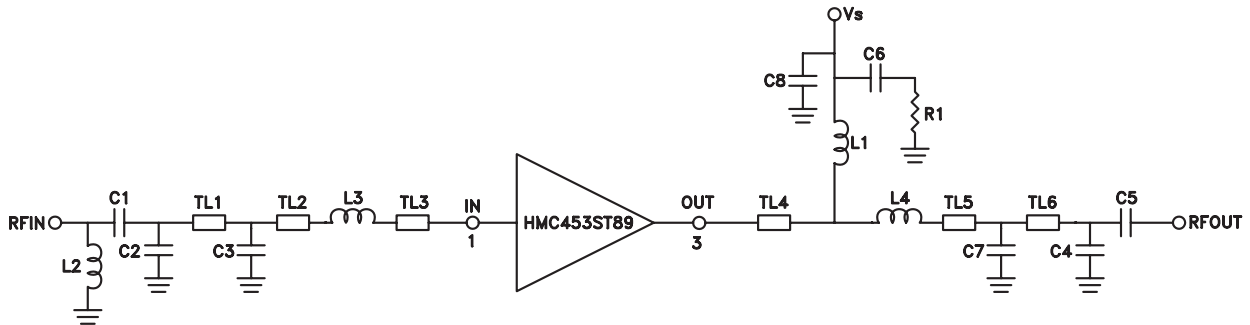 Vs
C6
C8
R1
L1
RFIN
C1
TL1
TL2
L3
TL3
IN
HMC453ST89
OUT
TL4
L4
TL5
TL6
C5
RFOUT
1
3
L2
C2
C3
C7
C4